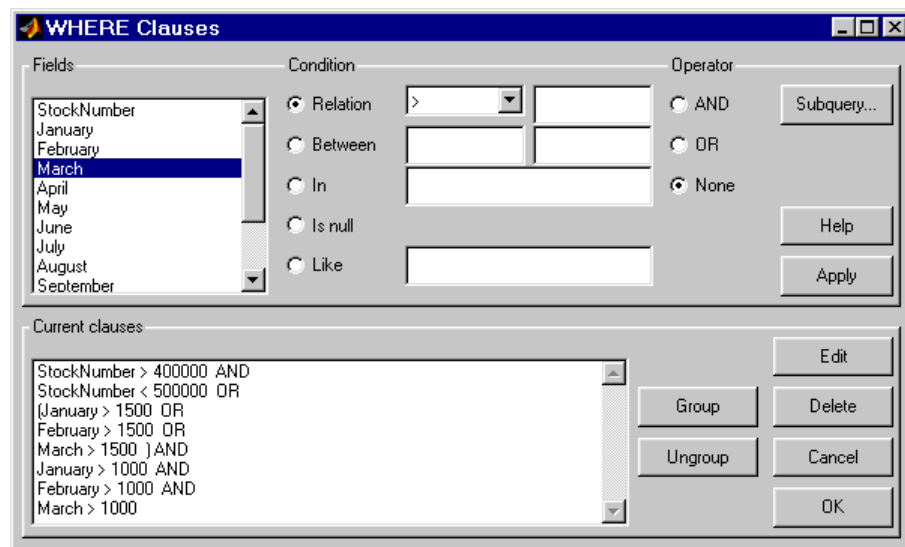 WHERE Clauses
Fields
Condition
Operator
StockNumber
January
February
March
April
May
June
July
August
September
Relation
>
Between
In
Is null
Like
AND
OR
None
Subquery...
Help
Apply
Current clauses
StockNumber > 400000 AND
StockNumber < 500000 OR
(January > 1500 OR
February > 1500 OR
March > 1500 ) AND
January > 1000 AND
February > 1000 AND
March > 1000
Group
Ungroup
Edit
Delete
Cancel
OK